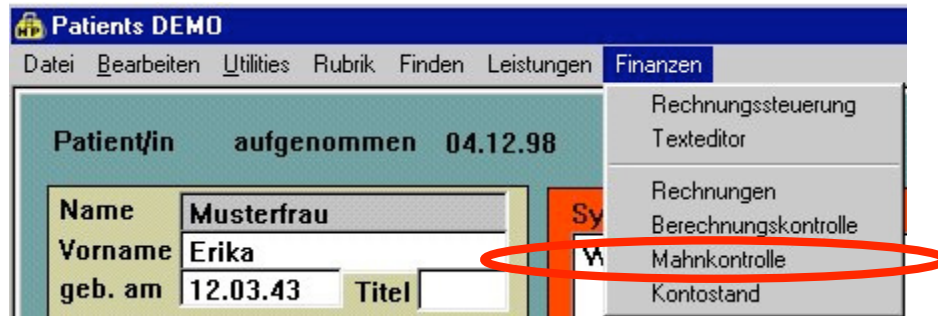 Patients DEMO
Datei Bearbeiten Utilities Rubrik Finden Leistungen Finanzen
Rechnungssteuerung
Texteditor
Rechnungen
Berechnungskontrolle
Mahnkontrolle
Kontostand
Patient/in aufgenommen 04.12.98
Name Musterfrau
Vorname Erika
geb. am 12.03.43 Titel
Sy
W